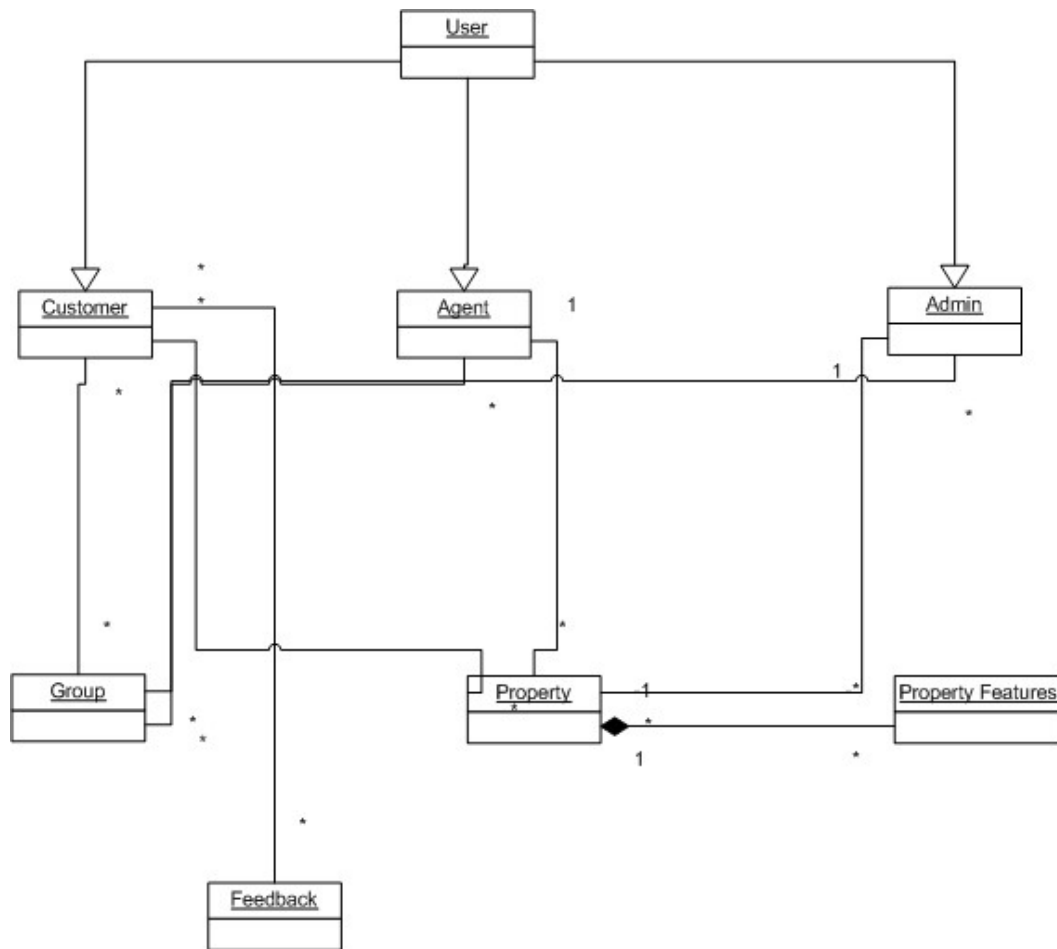 User
*
Customer
*
Agent
1
Admin
1
*
*
*
*
*
Group
Property
-1
-*
Property Features
*
*
*
*
1
*
*
Feedback